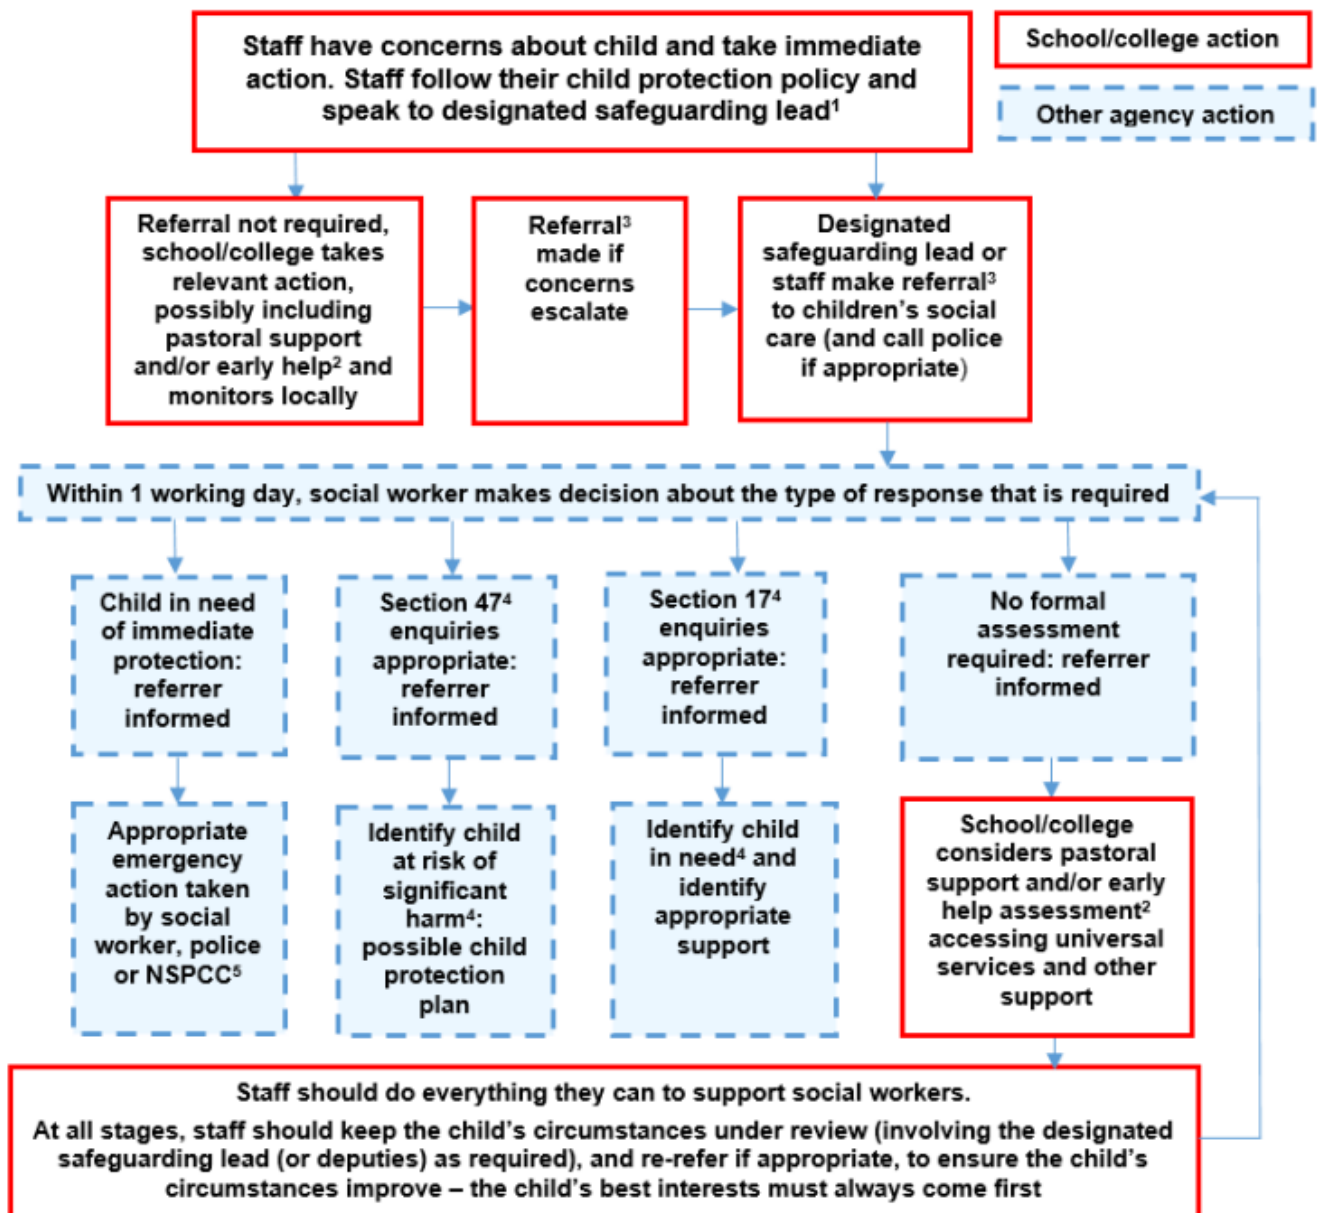 Staff have concerns about child and take immediate
action. Staff follow their child protection policy and
speak to designated safeguarding lead¹
School/college action
Other agency action
Referral not required,
school/college takes
relevant action,
possibly including
pastoral support
and/or early help² and
monitors locally
Referral³
made if
concerns
escalate
Designated
safeguarding lead or
staff make referral³
to children’s social
care (and call police
if appropriate)
Within 1 working day, social worker makes decision about the type of response that is required
Child in need
of immediate
protection:
referrer
informed
Section 47⁴
enquiries
appropriate:
referrer
informed
Section 17⁴
enquiries
appropriate:
referrer
informed
No formal
assessment
required: referrer
informed
Appropriate
emergency
action taken
by social
worker, police
or NSPCC⁵
Identify child
at risk of
significant
harm⁴:
possible child
protection
plan
Identify child
in need⁴ and
identify
appropriate
support
School/college
considers pastoral
support and/or early
help assessment²
accessing universal
services and other
support
Staff should do everything they can to support social workers.
At all stages, staff should keep the child’s circumstances under review (involving the designated
safeguarding lead (or deputies) as required), and re-refer if appropriate, to ensure the child’s
circumstances improve – the child’s best interests must always come first